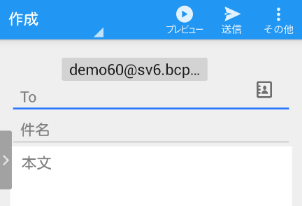 作成
プレビュー 送信 その他
demo60@sv6.bcp...
To
件名
本文